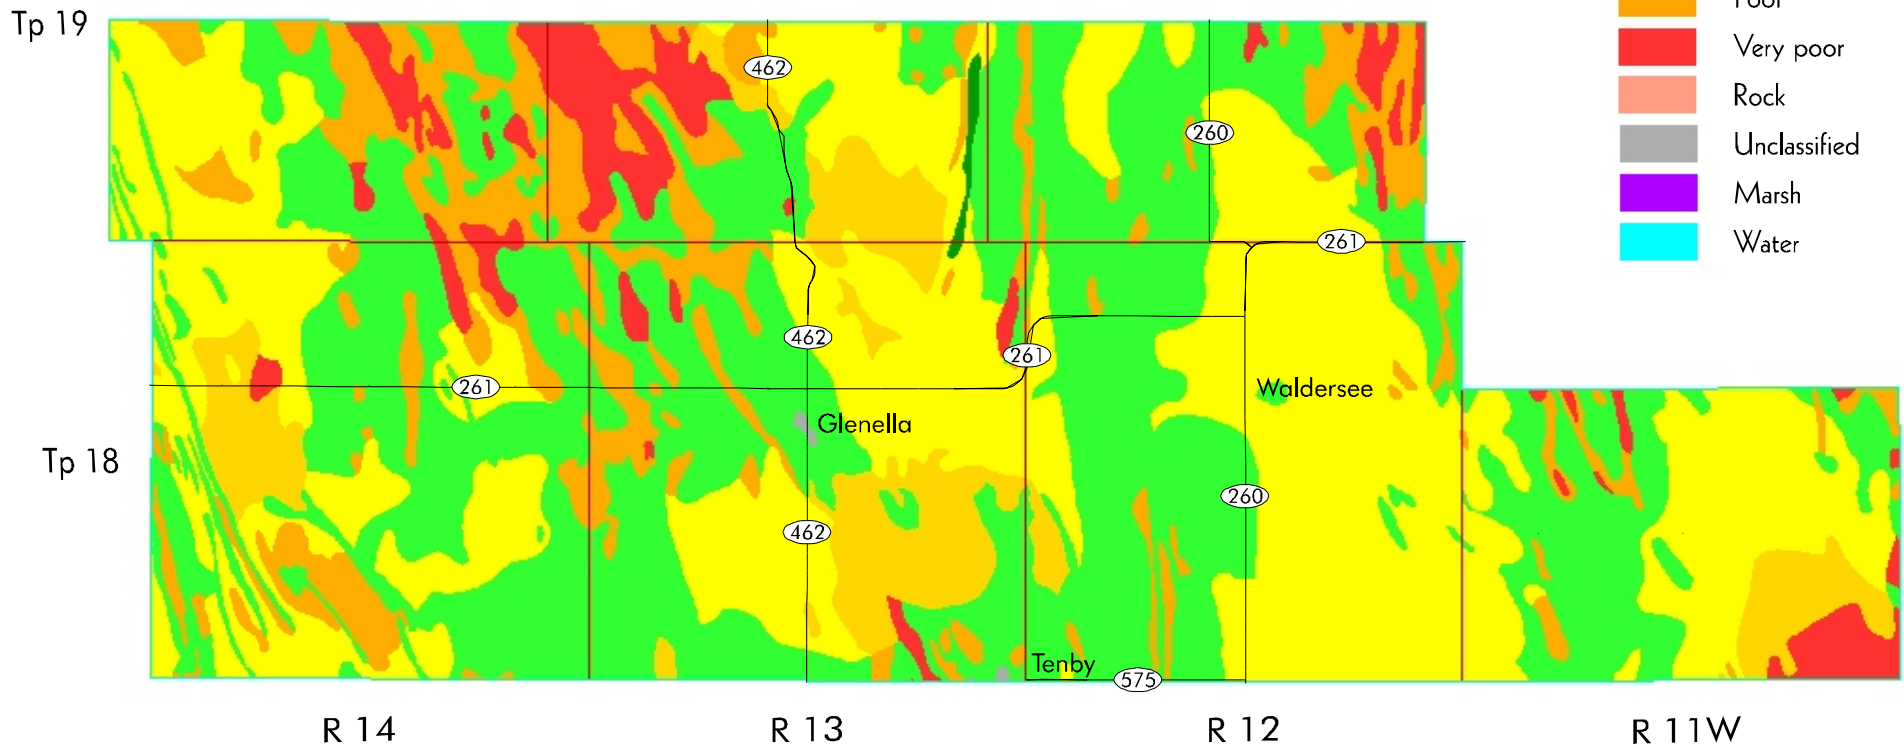 Tp 19
Poor
Very poor
Rock
Unclassified
Marsh
Water
462
260
261
462
261
261
Waldersee
Glenella
Tp 18
260
462
Tenby
575
R 14
R 13
R 12
R 11W